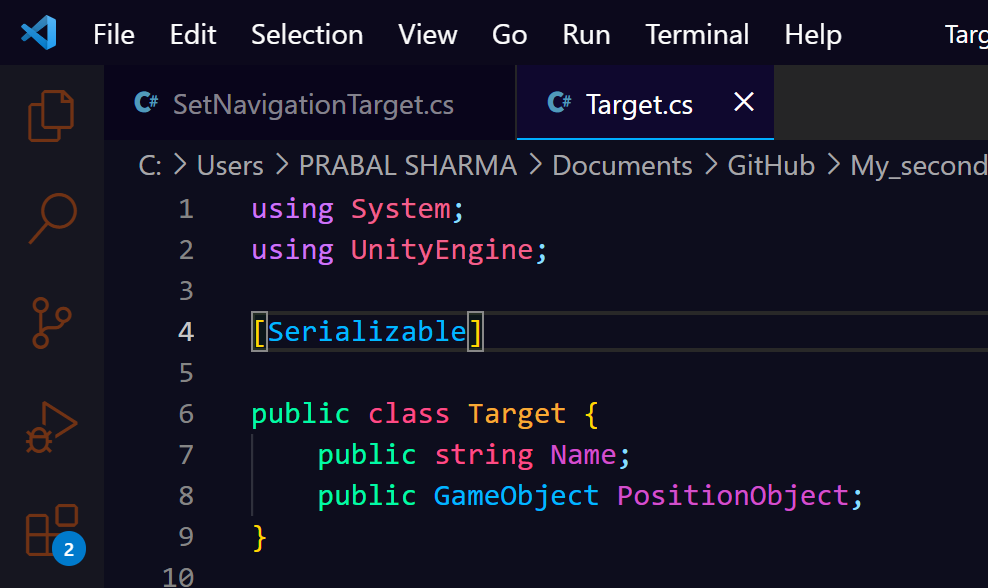 File Edit Selection View Go Run Terminal Help Targ
C# SetNavigationTarget.cs C# Target.cs
C: > Users > PRABAL SHARMA > Documents > GitHub > My_second
1 using System;
2 using UnityEngine;
3
4 [Serializable]
5
6 public class Target {
7 public string Name;
8 public GameObject PositionObject;
9 }
10
2